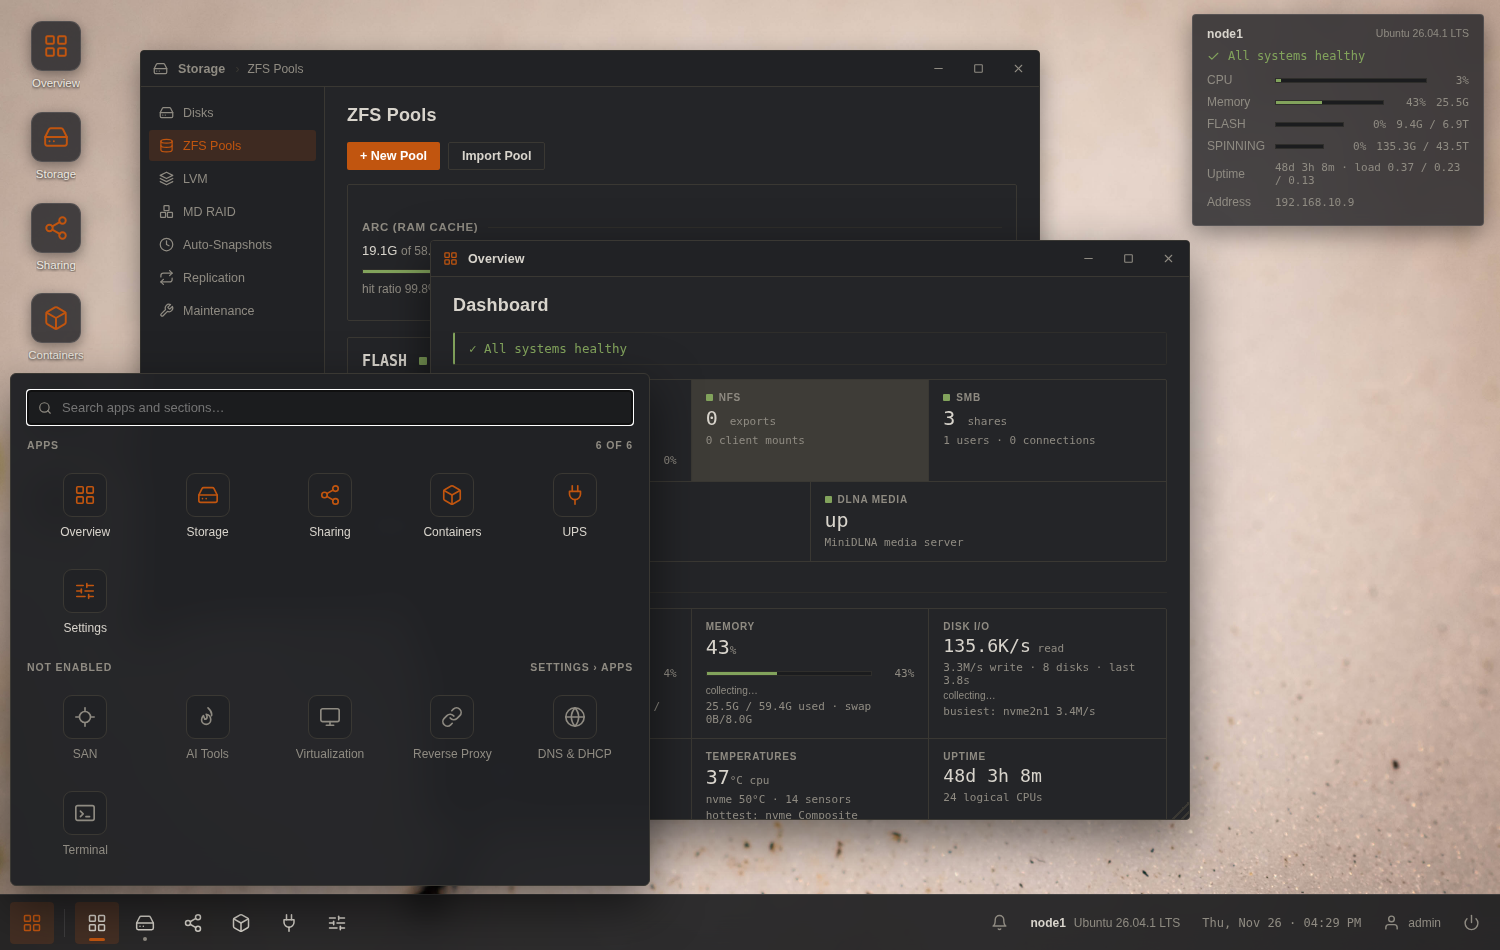 Overview
Storage
Sharing
Containers
Storage › ZFS Pools
Disks
ZFS Pools
LVM
MD RAID
Auto-Snapshots
Replication
Maintenance
ZFS Pools
+ New Pool
Import Pool
ARC (RAM CACHE)
19.1G of 58.
hit ratio 99.8
FLASH
node1
Ubuntu 26.04.1 LTS
✓ All systems healthy
CPU 3%
Memory 43% 25.5G
FLASH 0% 9.4G / 6.9T
SPINNING 0% 135.3G / 43.5T
Uptime 48d 3h 8m · load 0.37 / 0.23
/ 0.13
Address 192.168.10.9
Overview
Dashboard
✓ All systems healthy
0%
NFS
0 exports
0 client mounts
SMB
3 shares
1 users · 0 connections
DLNA MEDIA
up
MiniDLNA media server
4%
/
MEMORY
43%
43%
collecting…
25.5G / 59.4G used · swap
0B/8.0G
DISK I/O
135.6K/s read
3.3M/s write · 8 disks · last
3.8s
collecting…
busiest: nvme2n1 3.4M/s
TEMPERATURES
37°C cpu
nvme 50°C · 14 sensors
hottest: nvme Composite
UPTIME
48d 3h 8m
24 logical CPUs
Search apps and sections…
APPS
6 OF 6
Overview
Storage
Sharing
Containers
UPS
Settings
NOT ENABLED
SETTINGS › APPS
SAN
AI Tools
Virtualization
Reverse Proxy
DNS & DHCP
Terminal
node1 Ubuntu 26.04.1 LTS
Thu, Nov 26 · 04:29 PM
admin